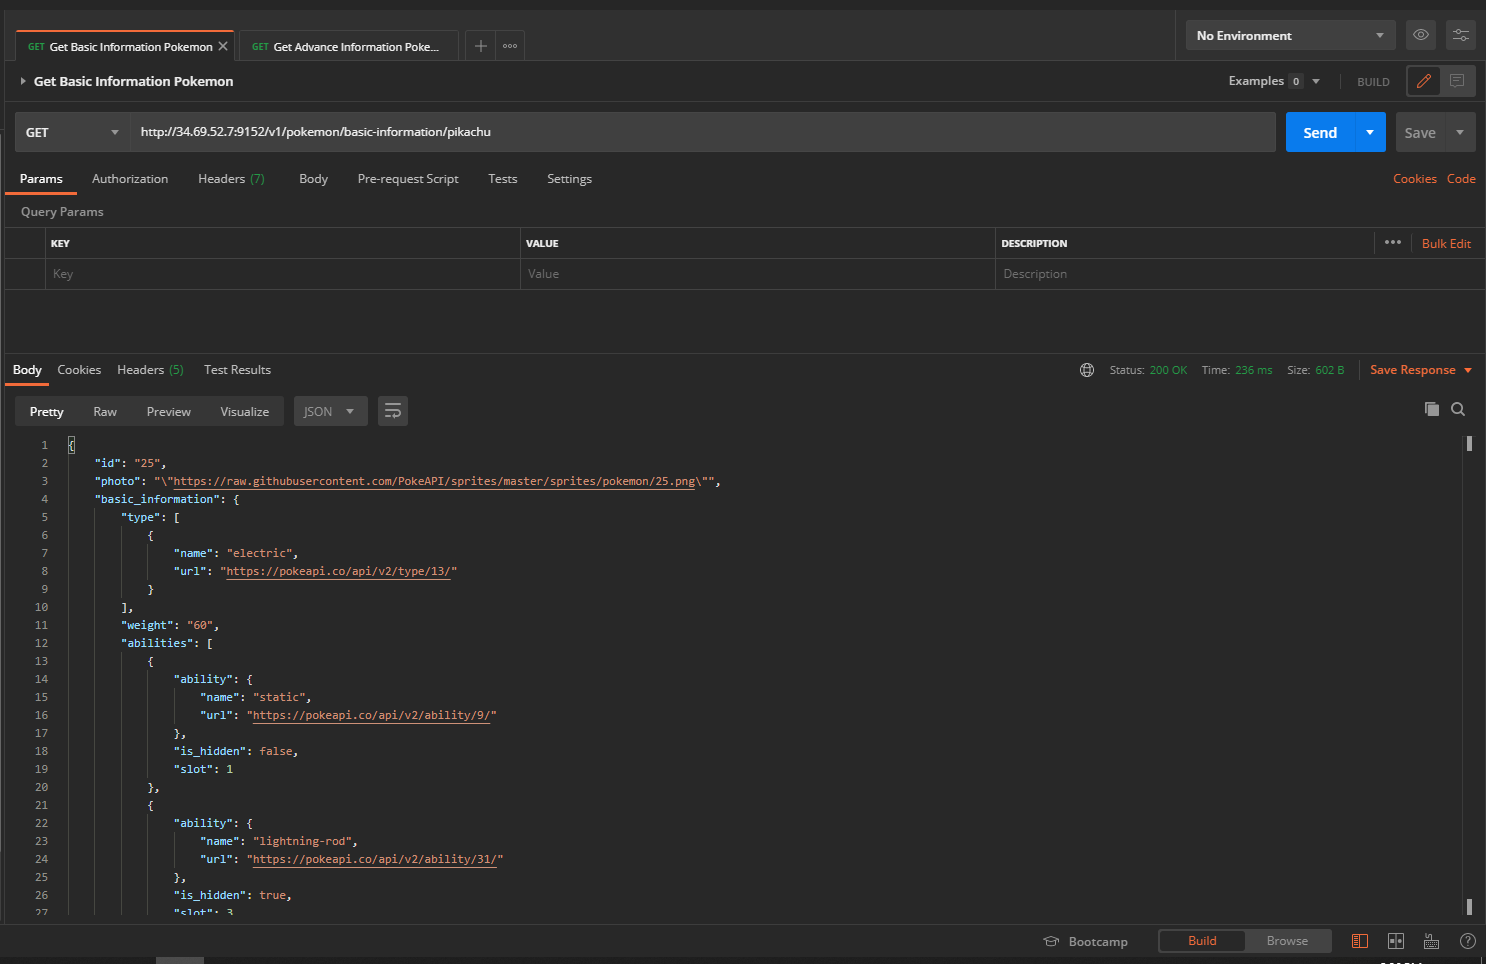 GET Get Basic Information Pokemon
GET Get Advance Information Poke...
No Environment
Get Basic Information Pokemon
Examples 0
BUILD
GET
http://34.69.52.7:9152/v1/pokemon/basic-information/pikachu
Send
Save
Params Authorization Headers (7) Body Pre-request Script Tests Settings
Cookies Code
Query Params
KEY VALUE DESCRIPTION
Bulk Edit
Key Value Description
Body Cookies Headers (5) Test Results
Status: 200 OK Time: 236 ms Size: 602 B
Save Response
Pretty Raw Preview Visualize JSON
1 {
2 "id": "25",
3 "photo": "\"https://raw.githubusercontent.com/PokeAPI/sprites/master/sprites/pokemon/25.png\"",
4 "basic_information": {
5 "type": [
6 {
7 "name": "electric",
8 "url": "https://pokeapi.co/api/v2/type/13/"
9 }
10 ],
11 "weight": "60",
12 "abilities": [
13 {
14 "ability": {
15 "name": "static",
16 "url": "https://pokeapi.co/api/v2/ability/9/"
17 },
18 "is_hidden": false,
19 "slot": 1
20 },
21 {
22 "ability": {
23 "name": "lightning-rod",
24 "url": "https://pokeapi.co/api/v2/ability/31/"
25 },
26 "is_hidden": true,
27 "slot": 3
Bootcamp
Build Browse